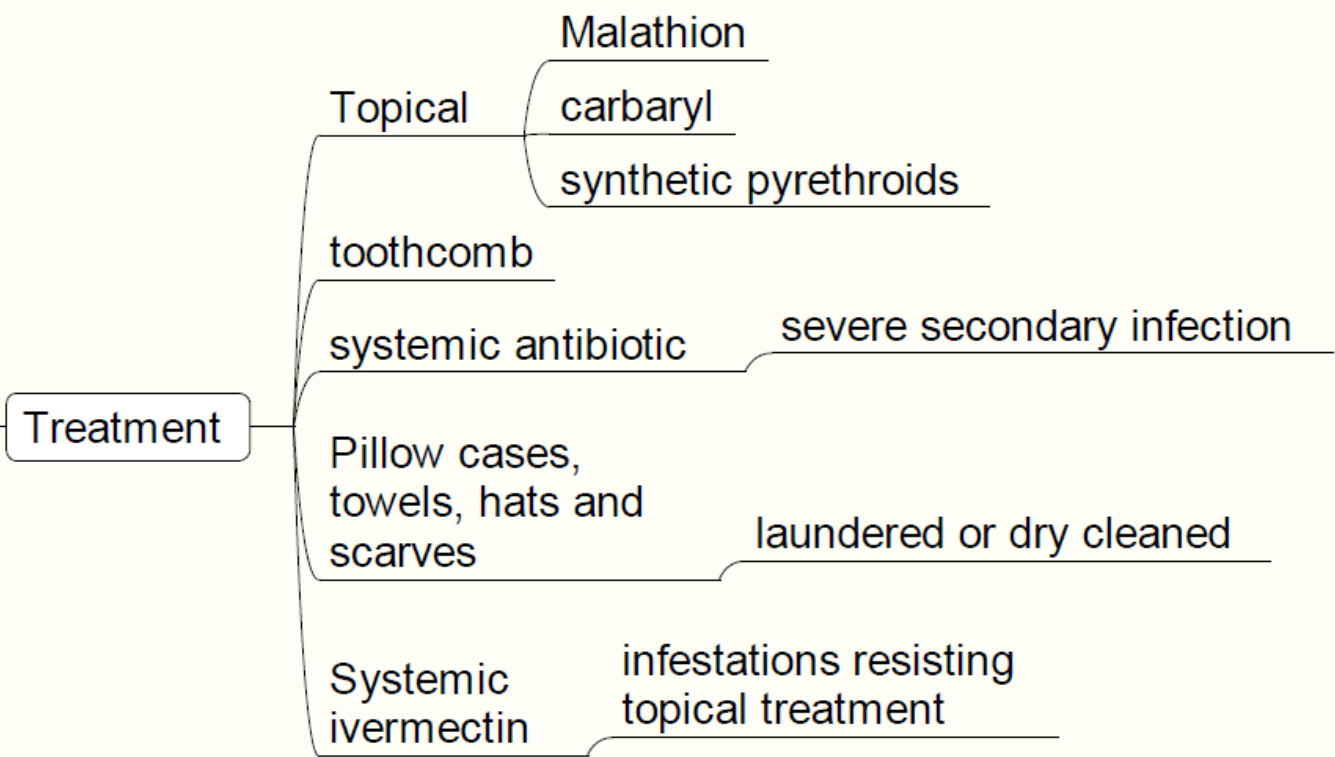 Treatment
Topical
Malathion
carbaryl
synthetic pyrethroids
toothcomb
systemic antibiotic
severe secondary infection
Pillow cases,
towels, hats and
scarves
laundered or dry cleaned
Systemic
ivermectin
infestations resisting
topical treatment